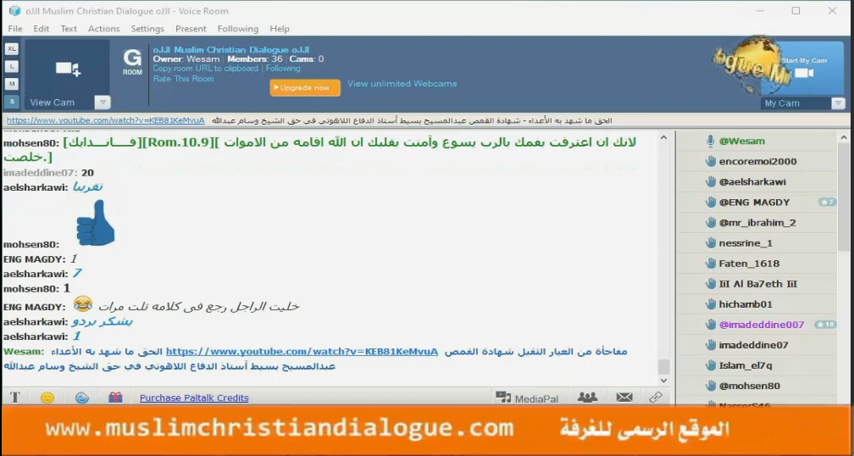 الله Muslim Christian Dialogue الله - Voice Room
File Edit Text Actions Settings Present Following Help
XL
L
M
S
View Cam
G
ROOM
Muslim Christian Dialogue
Owner: Wesam : Members: 36 : Cams: 0
Copy room URL to clipboard : Following
Rate This Room
Upgrade now
View unlimited Webcams
Start My Cam
My Cam
https://www.youtube.com/watch?v=KEB81KeMvuA الحق ما شهد به الأعداء - شهادة القمص عبدالمسيح بسيط أستاذ الدفاع اللاهوتي في حق الشيخ وسام عبدالله
mohsen80: [فــانــدايك][Rom.10.9][ لانك ان اعترفت بفمك بالرب يسوع وآمنت بقلبك ان الله اقامه من الاموات
خلصت.]
imadeddine07: 20
aelsharkawi: تقريبا
mohsen80:
ENG MAGDY: 1
aelsharkawi: 7
mohsen80: 1
ENG MAGDY: خليت الراجل رجع فى كلامه تلت مرات
aelsharkawi: بشكر بردو
aelsharkawi: 1
Wesam: مفاجأة من العيار الثقيل شهادة القمص https://www.youtube.com/watch?v=KEB81KeMvuA الحق ما شهد به الأعداء
عبدالمسيح بسيط أستاذ الدفاع اللاهوتي في حق الشيخ وسام عبدالله
@Wesam
encoremoi2000
@aelsharkawi
@ENG MAGDY
@mr_ibrahim_2
nessrine_1
Faten_1618
IiI Al Ba7eth IiI
hichamb01
@imadeddine007
imadeddine07
Islam_el7q
@mohsen80
Purchase Paltalk Credits
MediaPal
www.muslimchristiandialogue.com الموقع الرسمى للغرفة